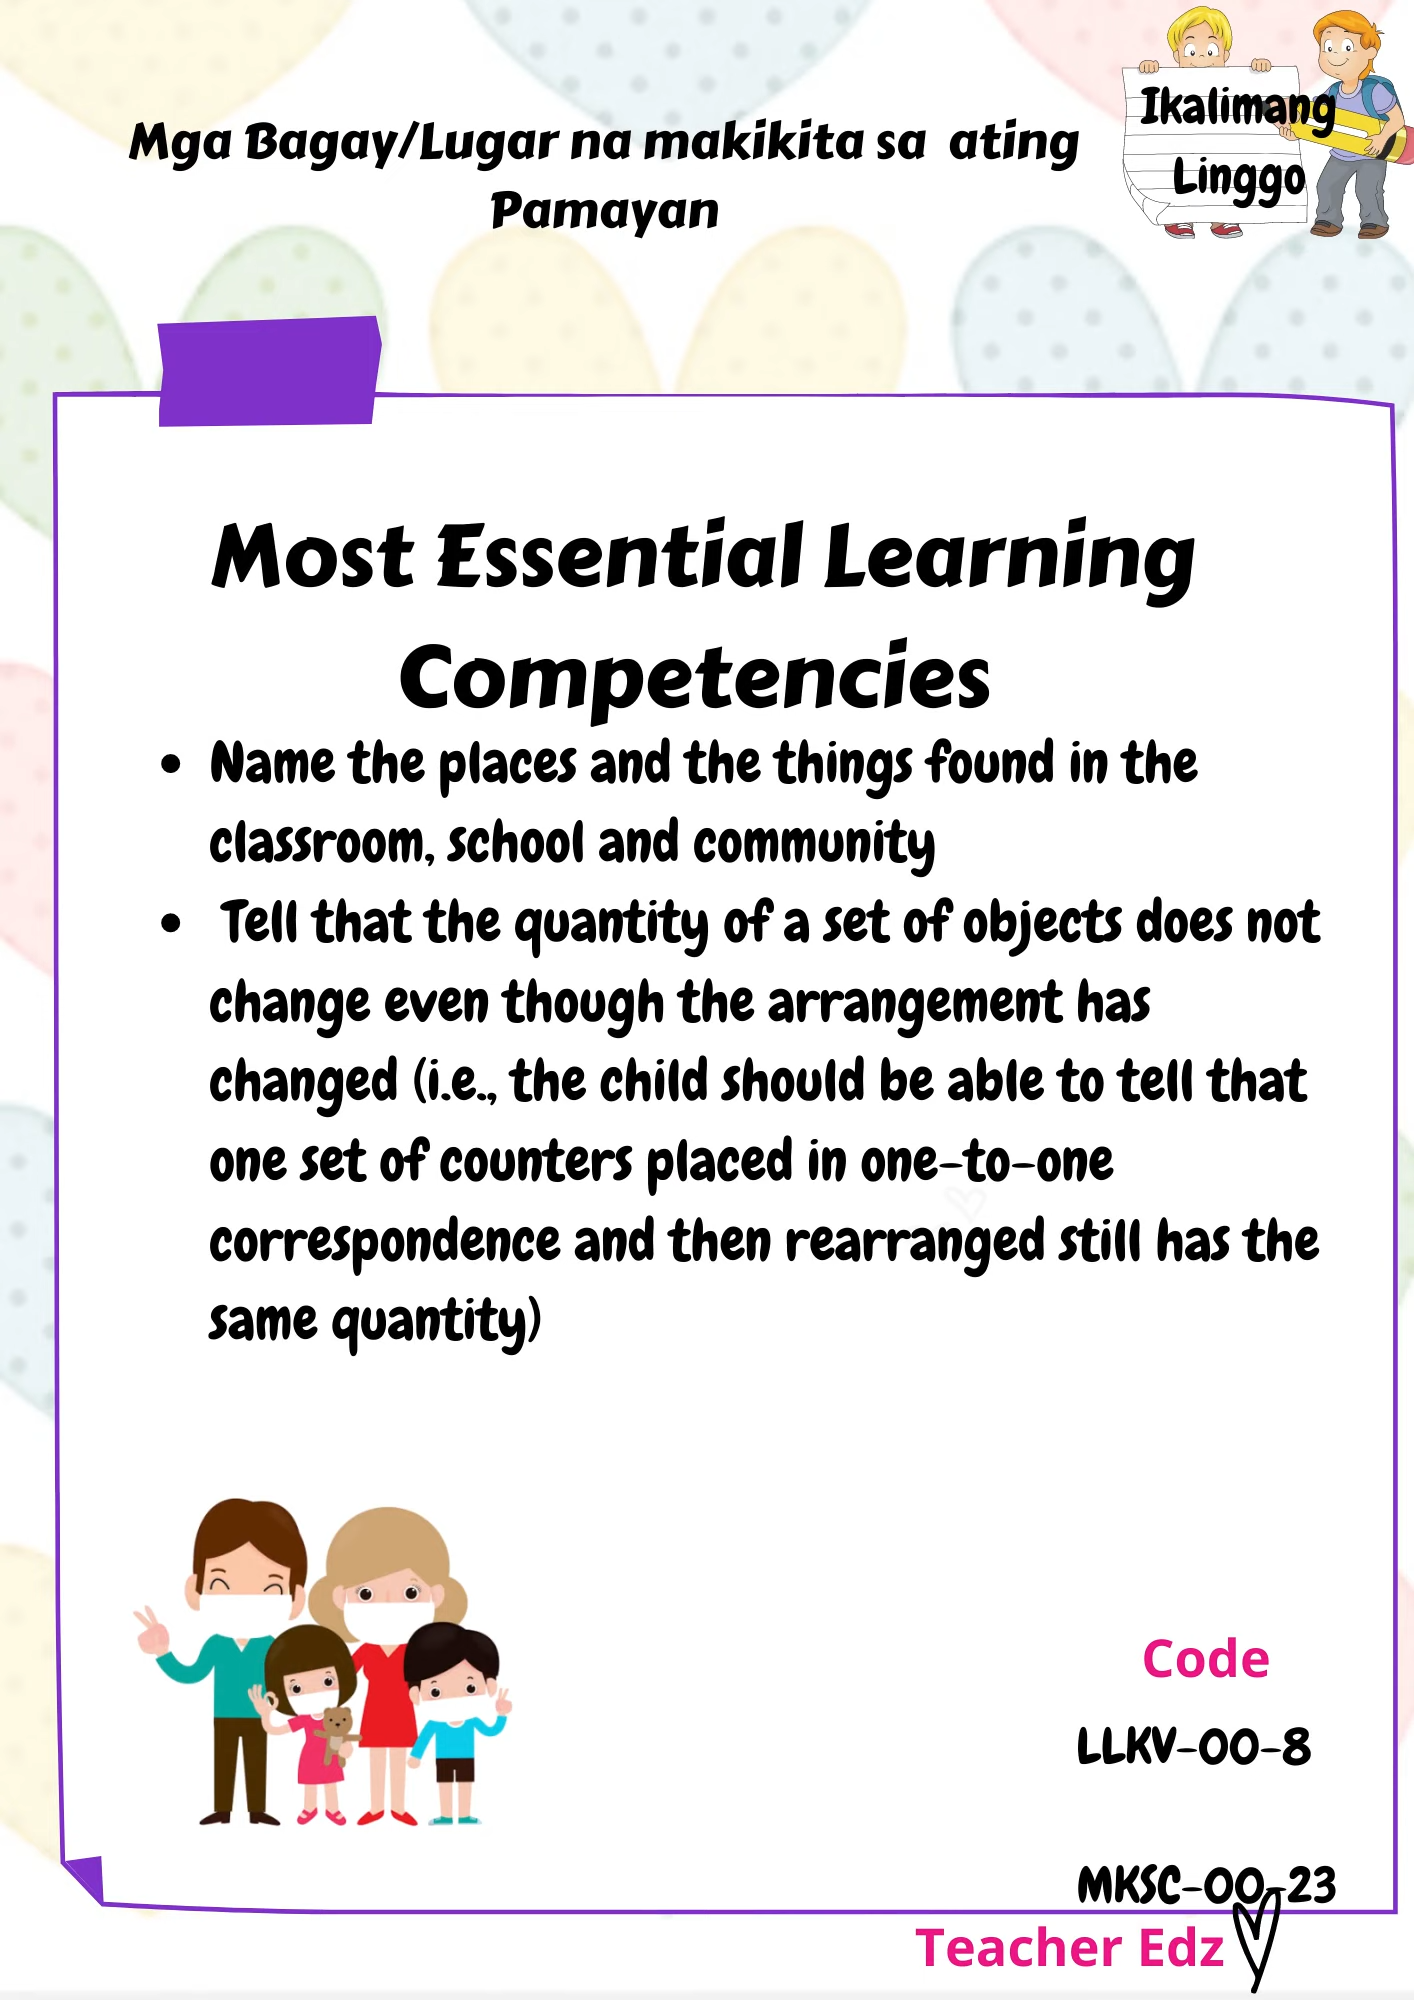 Mga Bagay/Lugar na makikita sa ating
Pamayan
Ikalimang
Linggo
Most Essential Learning
Competencies
• Name the places and the things found in the
classroom, school and community
• Tell that the quantity of a set of objects does not
change even though the arrangement has
changed (i.e., the child should be able to tell that
one set of counters placed in one-to-one
correspondence and then rearranged still has the
same quantity)
Code
LLKV-00-8
MKSC-00-23
Teacher Edz